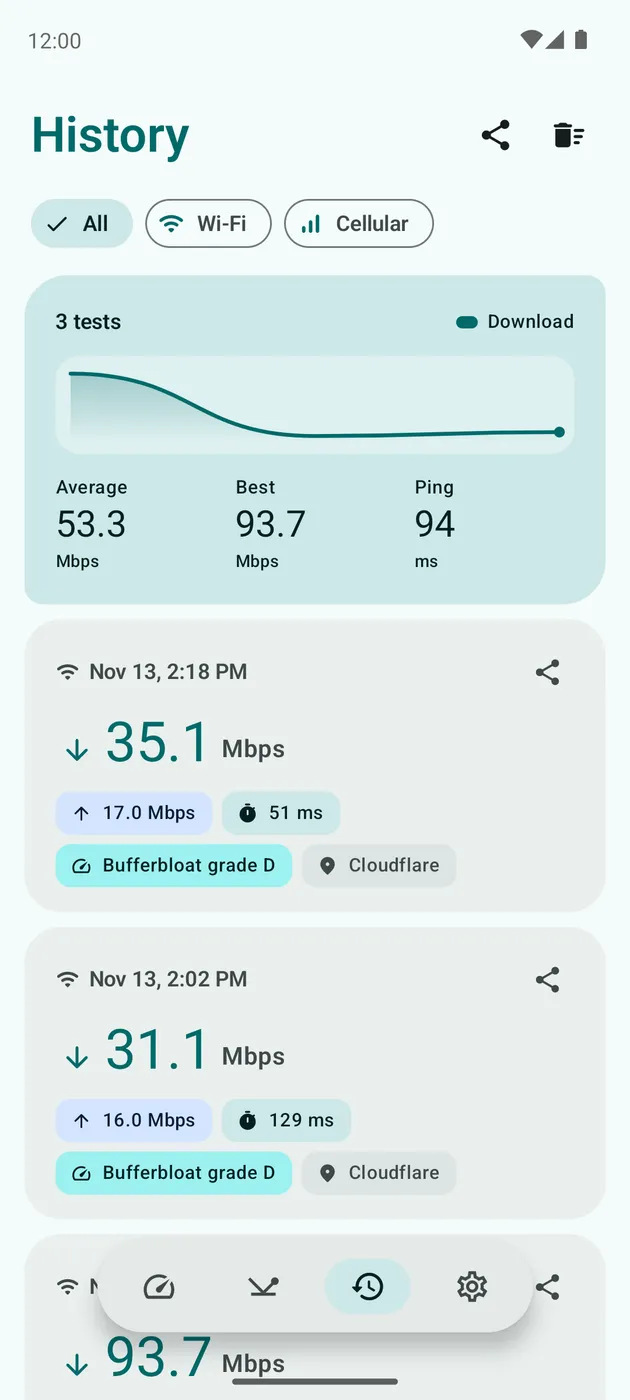 12:00
History
All
Wi-Fi
Cellular
3 tests
Download
Average
Best
Ping
53.3
93.7
94
Mbps
Mbps
ms
Nov 13, 2:18 PM
35.1 Mbps
17.0 Mbps
51 ms
Bufferbloat grade D
Cloudflare
Nov 13, 2:02 PM
31.1 Mbps
16.0 Mbps
129 ms
Bufferbloat grade D
Cloudflare
93.7 Mbps